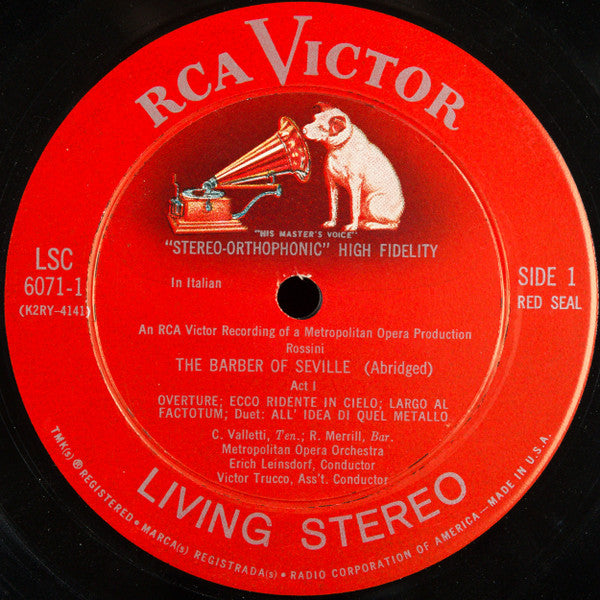 RCA VICTOR
"HIS MASTER'S VOICE"
"STEREO-ORTHOPHONIC" HIGH FIDELITY
LSC
6071-1
(K2RY-4141)
In Italian
SIDE 1
RED SEAL
An RCA Victor Recording of a Metropolitan Opera Production
Rossini
THE BARBER OF SEVILLE (Abridged)
Act I
OVERTURE; ECCO RIDENTE IN CIELO; LARGO AL
FACTOTUM; Duet: ALL' IDEA DI QUEL METALLO
C. Valletti, Ten.; R. Merrill, Bar.
Metropolitan Opera Orchestra
Erich Leinsdorf, Conductor
Victor Trucco, Ass't. Conductor
LIVING STEREO
TMK(s) ® REGISTERED • MARCA(s) REGISTRADA(s) • RADIO CORPORATION OF AMERICA—MADE IN U.S.A.